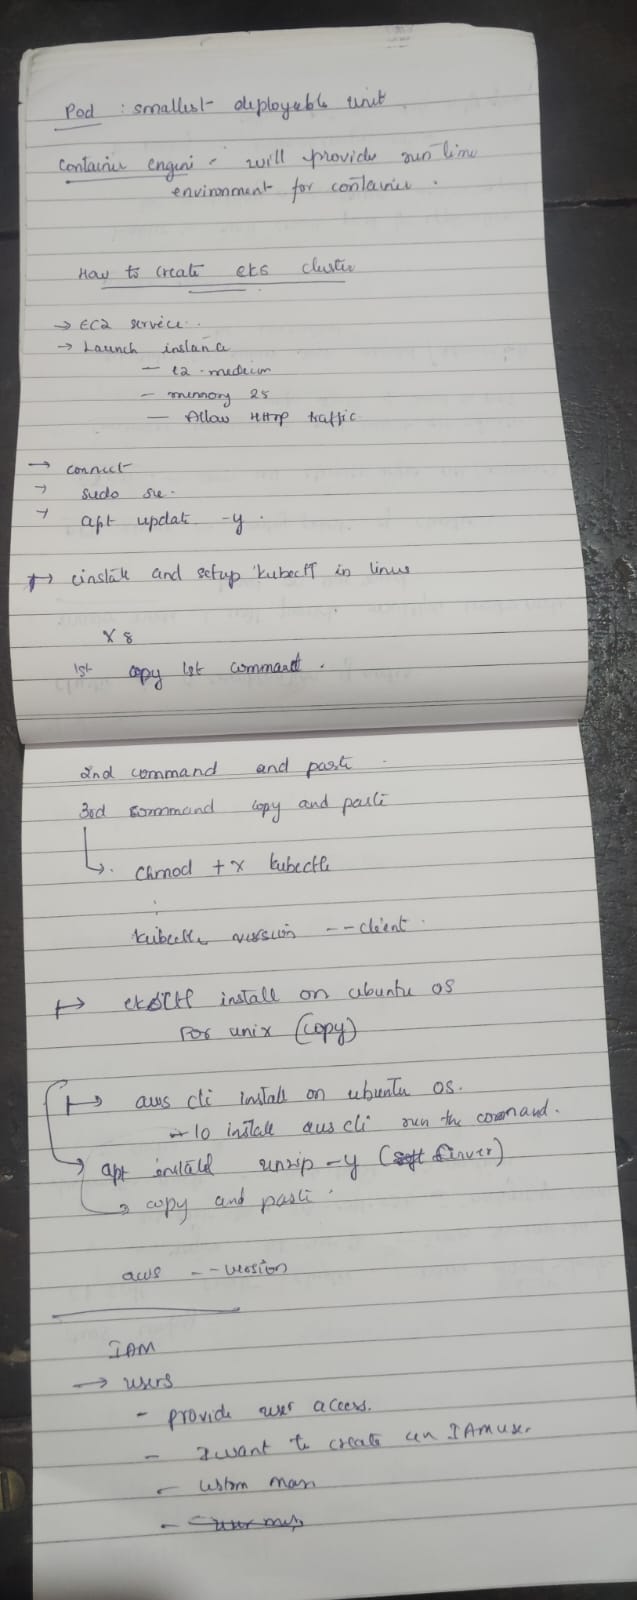 Pod : smallest deployable unit
Container engine - will provide run time
environment for container.
How to create eks cluster
→ EC2 service.
→ Launch instance
- t2.medium
- memory 25
- Allow HTTP traffic
→ connect
→ sudo su.
→ apt update -y.
→ install and setup kubectl in linux
X 8
1st copy 1st command.
2nd command and paste.
3rd command copy and paste
↳ chmod +x kubectl
:
kubectl version --client.
→ eksctl install on ubuntu os
For unix (copy)
→ aws cli install on ubuntu os.
→ To install aws cli run the command.
→ apt install unzip -y
→ copy and paste.
aws --version
IAM
→ users
- provide user access.
- I want to create an IAM user
- custom
-